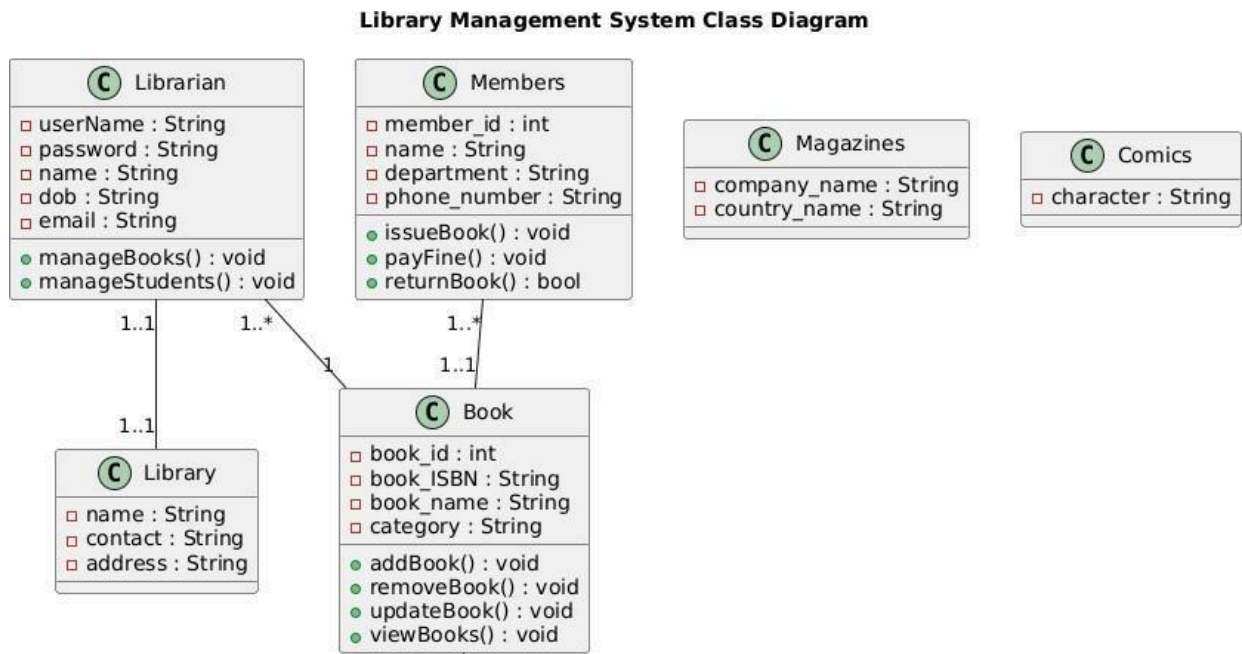 Library Management System Class Diagram
C Librarian
userName : String
password : String
name : String
dob : String
email : String
manageBooks() : void
manageStudents() : void
C Members
member_id : int
name : String
department : String
phone_number : String
issueBook() : void
payFine() : void
returnBook() : bool
C Magazines
company_name : String
country_name : String
C Comics
character : String
1..1
1..*
1..*
1
1..1
1..1
C Library
name : String
contact : String
address : String
C Book
book_id : int
book_ISBN : String
book_name : String
category : String
addBook() : void
removeBook() : void
updateBook() : void
viewBooks() : void